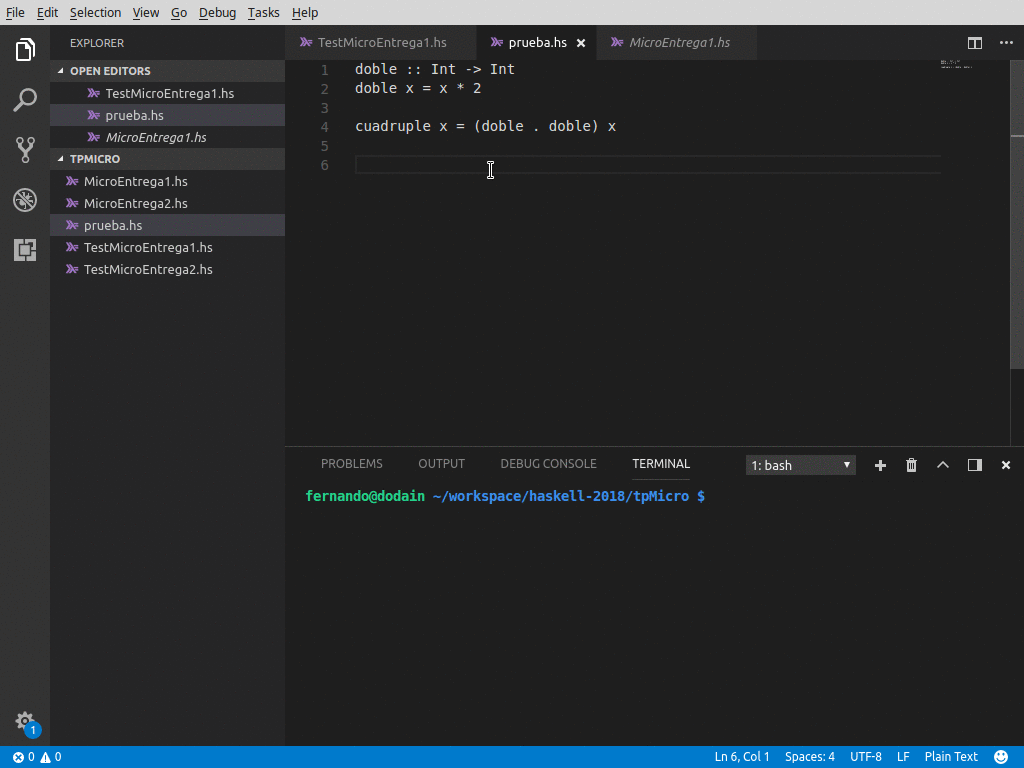 File Edit Selection View Go Debug Tasks Help
EXPLORER
OPEN EDITORS
TestMicroEntrega1.hs
prueba.hs
MicroEntrega1.hs
TPMICRO
MicroEntrega1.hs
MicroEntrega2.hs
prueba.hs
TestMicroEntrega1.hs
TestMicroEntrega2.hs
1
TestMicroEntrega1.hs prueba.hs MicroEntrega1.hs
1 doble :: Int -> Int
2 doble x = x * 2
3
4 cuadruple x = (doble . doble) x
5
6
PROBLEMS OUTPUT DEBUG CONSOLE TERMINAL 1: bash
fernando@dodain ~/workspace/haskell-2018/tpMicro $
0 0 Ln 6, Col 1 Spaces: 4 UTF-8 LF Plain Text